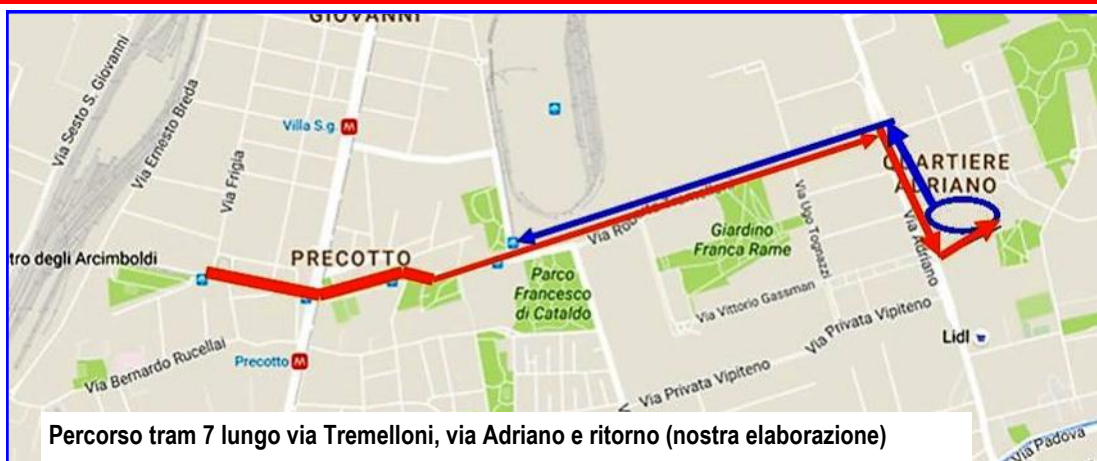 GIOVANNI
Via Sesto S. Giovanni
Via Ernesto Breda
Villa S.g.
M
Via Frigia
QUARTIERE
ADRIANO
Via Ugo Tognazzi
Via Adriano
Giardino
Franca Rame
tro degli Arcimboldi
PRECOTTO
Parco
Francesco
di Cataldo
Via Vittorio Gassman
Via Privata Vipiteno
Lidl
Via Bernardo Rucellai
Precotto
M
Via Privata Vipiteno
Via Padova
Percorso tram 7 lungo via Tremelloni, via Adriano e ritorno (nostra elaborazione)